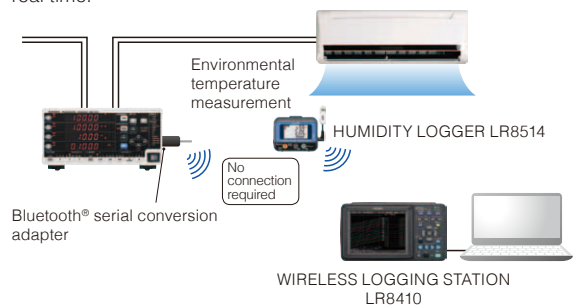 real time.
Environmental
temperature
measurement
HUMIDITY LOGGER LR8514
No
connection
required
Bluetooth® serial conversion
adapter
WIRELESS LOGGING STATION
LR8410